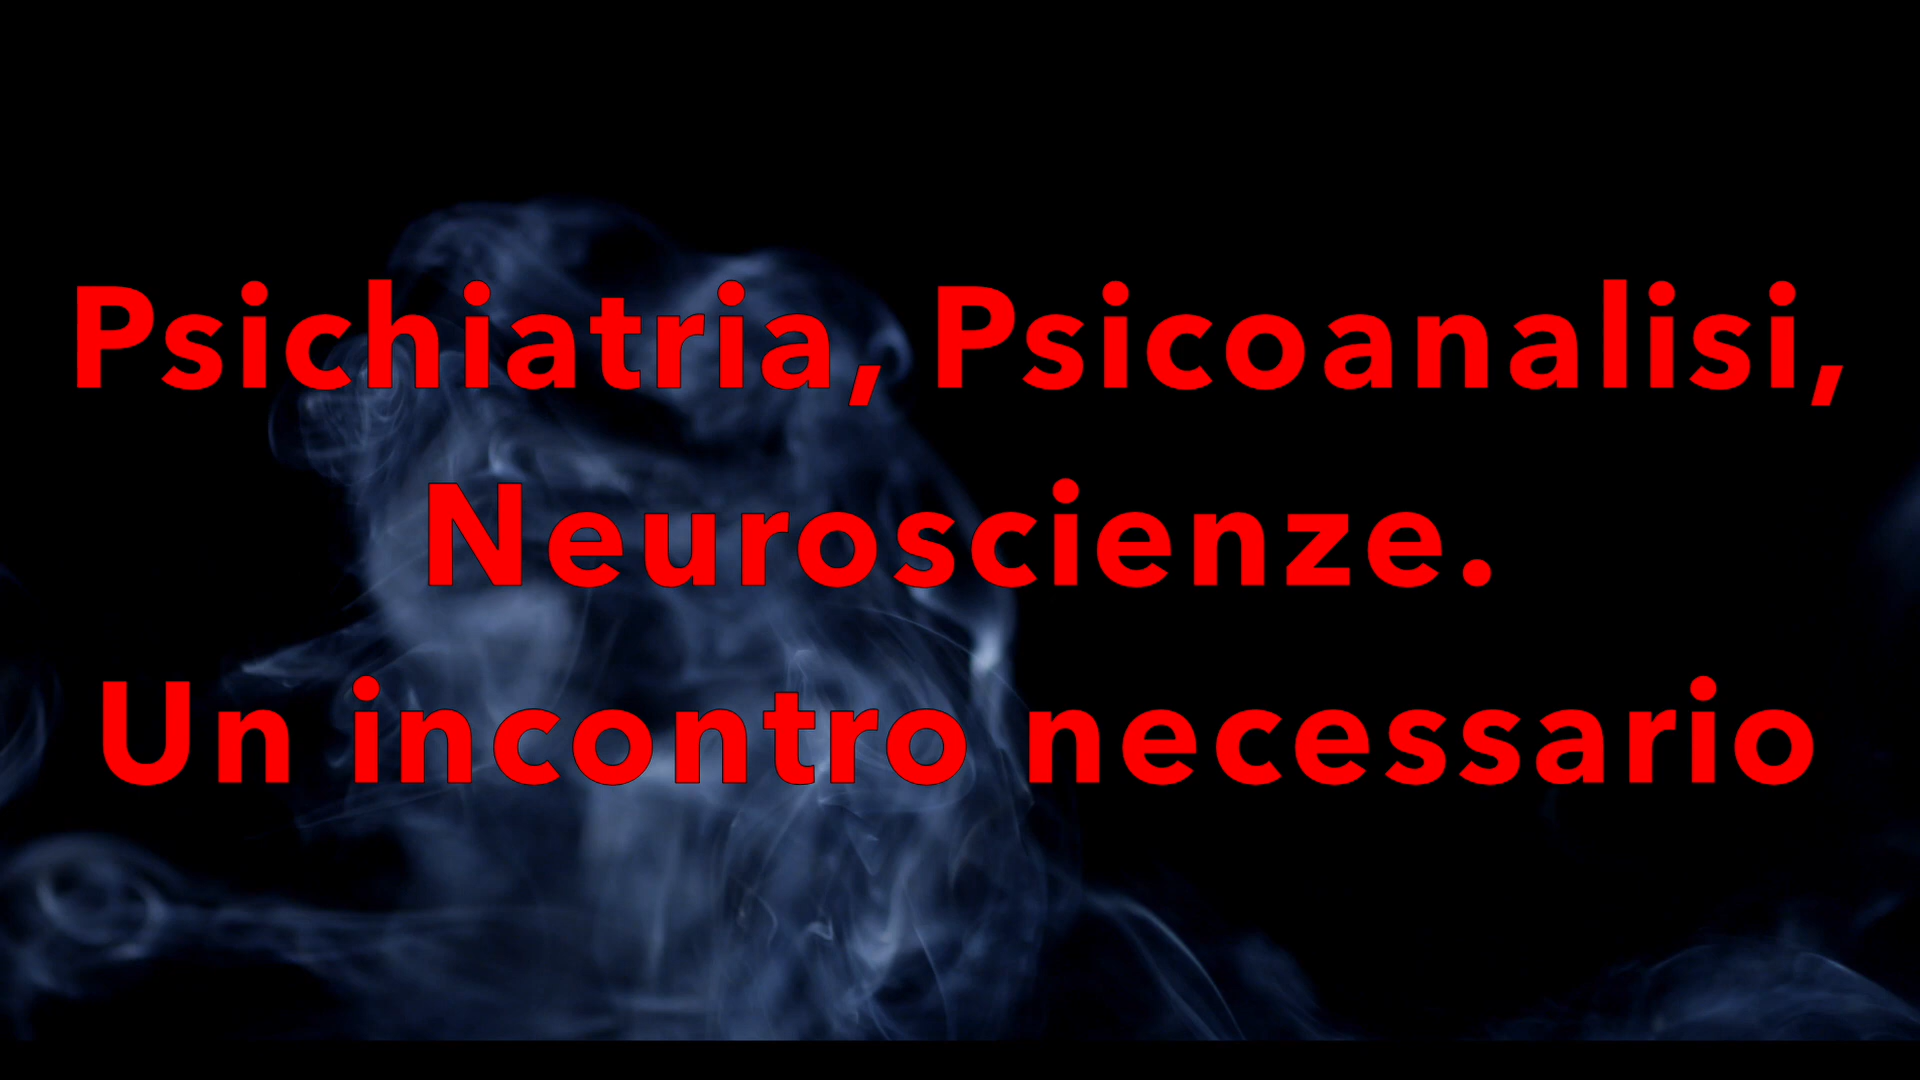 Psichiatria, Psicoanalisi,
Neuroscienze.
Un incontro necessario